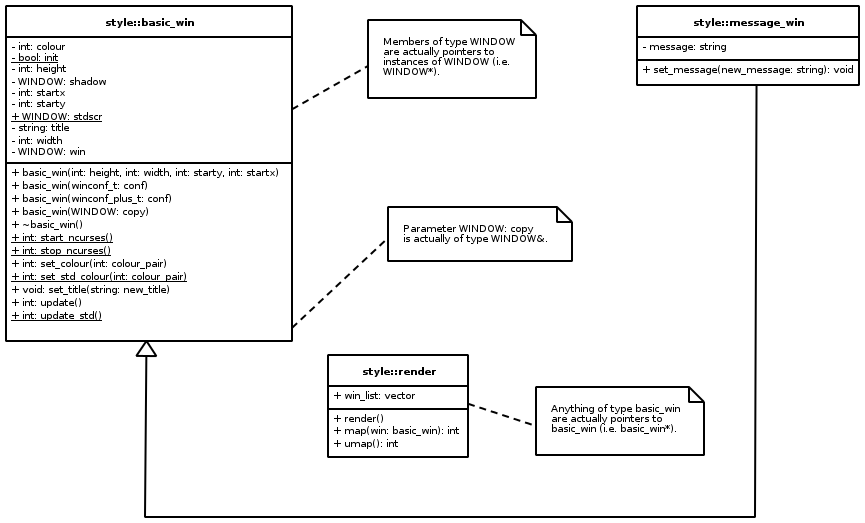 style::basic_win
- int: colour
- bool: init
- int: height
- WINDOW: shadow
- int: startx
- int: starty
+ WINDOW: stdscr
- string: title
- int: width
- WINDOW: win
+ basic_win(int: height, int: width, int: starty, int: startx)
+ basic_win(winconf_t: conf)
+ basic_win(winconf_plus_t: conf)
+ basic_win(WINDOW: copy)
+ ~basic_win()
+ int: start_ncurses()
+ int: stop_ncurses()
+ int: set_colour(int: colour_pair)
+ int: set_std_colour(int: colour_pair)
+ void: set_title(string: new_title)
+ int: update()
+ int: update_std()
Members of type WINDOW
are actually pointers to
instances of WINDOW (i.e.
WINDOW*).
style::message_win
- message: string
+ set_message(new_message: string): void
Parameter WINDOW: copy
is actually of type WINDOW&.
style::render
+ win_list: vector
+ render()
+ map(win: basic_win): int
+ umap(): int
Anything of type basic_win
are actually pointers to
basic_win (i.e. basic_win*).